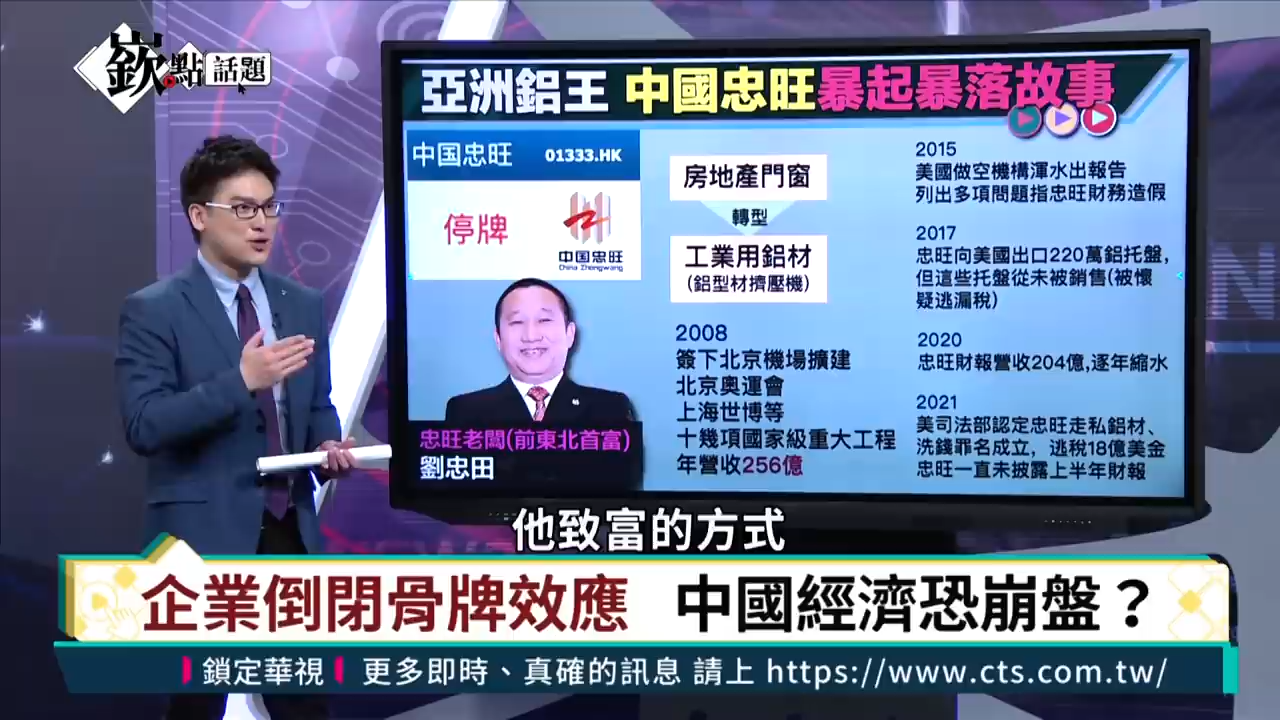 嶔點話題
亞洲鋁王 中國忠旺暴起暴落故事
中国忠旺 01333.HK
停牌
中国忠旺
China Zhongwang
忠旺老闆(前東北首富)
劉忠田
房地產門窗
轉型
工業用鋁材
(鋁型材擠壓機)
2008
簽下北京機場擴建
北京奧運會
上海世博等
十幾項國家級重大工程
年營收256億
2015
美國做空機構渾水出報告
列出多項問題指忠旺財務造假
2017
忠旺向美國出口220萬鋁托盤,
但這些托盤從未被銷售(被懷
疑逃漏稅)
2020
忠旺財報營收204億,逐年縮水
2021
美司法部認定忠旺走私鋁材、
洗錢罪名成立，逃稅18億美金
忠旺一直未披露上半年財報
他致富的方式
企業倒閉骨牌效應 中國經濟恐崩盤？
鎖定華視 更多即時、真確的訊息 請上 https://www.cts.com.tw/